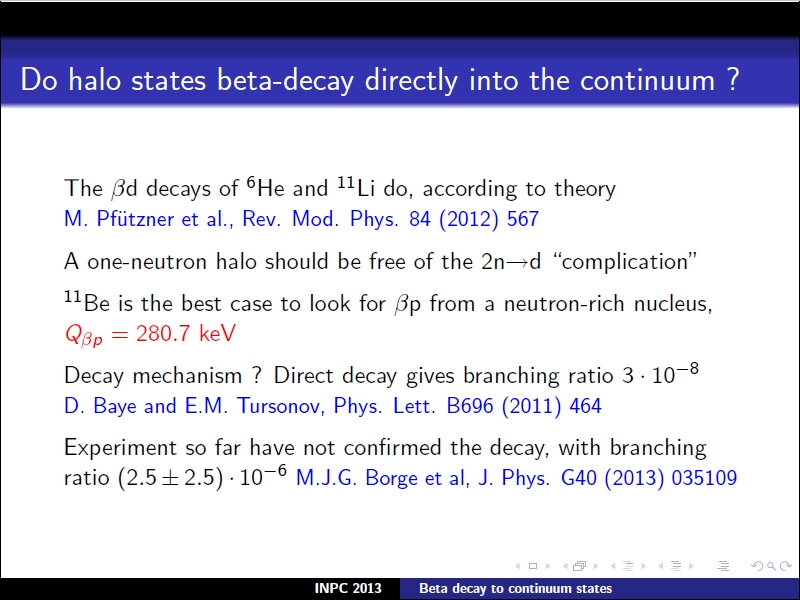 Do halo states beta-decay directly into the continuum ?
The βd decays of ⁶He and ¹¹Li do, according to theory
M. Pfützner et al., Rev. Mod. Phys. 84 (2012) 567
A one-neutron halo should be free of the 2n→d “complication”
¹¹Be is the best case to look for βp from a neutron-rich nucleus,
Qβp = 280.7 keV
Decay mechanism ? Direct decay gives branching ratio 3 · 10⁻⁸
D. Baye and E.M. Tursonov, Phys. Lett. B696 (2011) 464
Experiment so far have not confirmed the decay, with branching
ratio (2.5 ± 2.5) · 10⁻⁶ M.J.G. Borge et al, J. Phys. G40 (2013) 035109
INPC 2013 Beta decay to continuum states